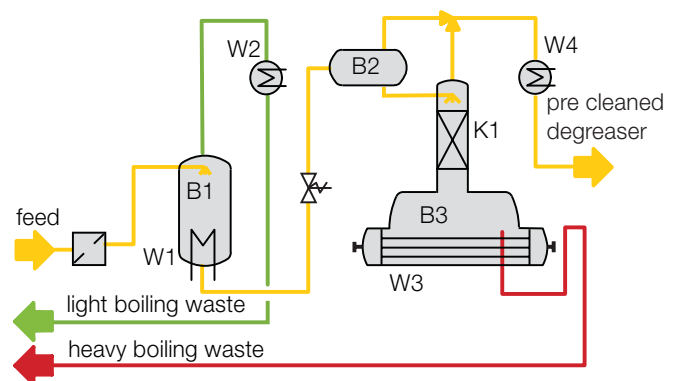 W2
B2
W4
pre cleaned
degreaser
K1
B1
feed
B3
W1
W3
light boiling waste
heavy boiling waste